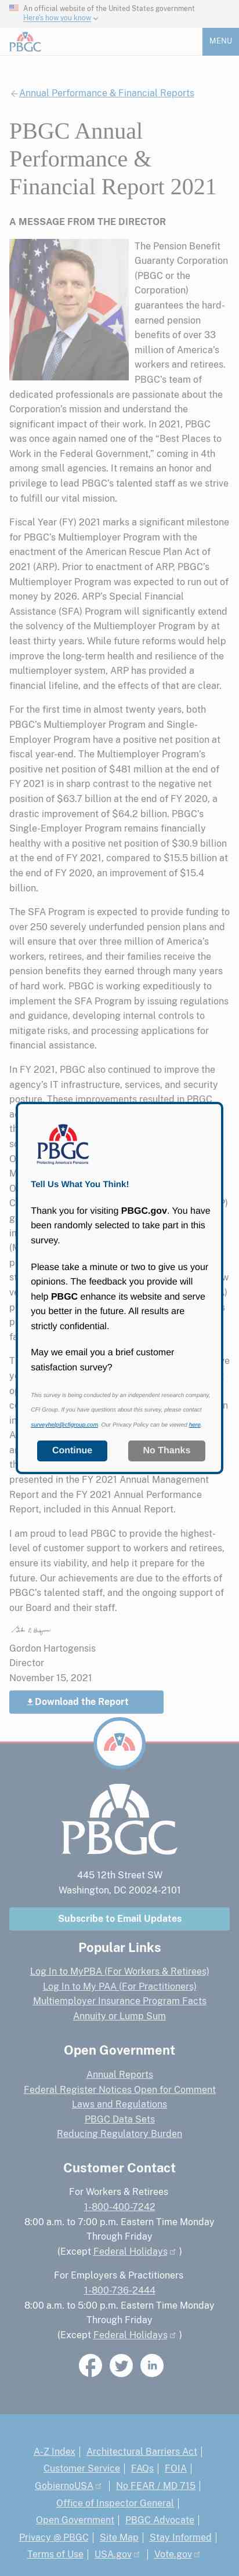 An official website of the United States government
Here's how you know
PBGC
MENU
Annual Performance & Financial Reports
PBGC Annual
Performance &
Financial Report 2021
A MESSAGE FROM THE DIRECTOR
The Pension Benefit
Guaranty Corporation
(PBGC or the
Corporation)
guarantees the hard-
earned pension
benefits of over 33
million of America's
workers and retirees.
PBGC's team of
dedicated professionals are passionate about the
Corporation's mission and understand the
significant impact of their work. In 2021, PBGC
was once again named one of the “Best Places to
Work in the Federal Government,” coming in 4th
among small agencies. It remains an honor and
privilege to lead PBGC's talented staff as we strive
to fulfill our vital mission.
Fiscal Year (FY) 2021 marks a significant milestone
for PBGC's Multiemployer Program with the
enactment of the American Rescue Plan Act of
2021 (ARP). Prior to enactment of ARP, PBGC's
Multiemployer Program was expected to run out of
money by 2026. ARP's Special Financial
Assistance (SFA) Program will significantly extend
the solvency of the Multiemployer Program by at
least thirty years. While future reforms would help
improve the long-term health and resilience of the
multiemployer system, ARP has provided a
financial lifeline, and the effects of that are clear.
For the first time in almost twenty years, both
PBGC's Multiemployer Program and Single-
Employer Program have a positive net position at
fiscal year-end. The Multiemployer Program's
positive net position of $481 million at the end of
FY 2021 is in sharp contrast to the negative net
position of $63.7 billion at the end of FY 2020, a
dramatic improvement of $64.2 billion. PBGC's
Single-Employer Program remains financially
healthy with a positive net position of $30.9 billion
at the end of FY 2021, compared to $15.5 billion at
the end of FY 2020, an improvement of $15.4
billion.
The SFA Program is expected to provide relief to
over 250 severely underfunded pension plans and
will ensure that over three million of America's
workers, retirees, and their families receive the
pension benefits they earned through many years
of hard work. PBGC is working expeditiously to
implement the SFA Program by issuing regulations
and guidance, developing internal controls to
mitigate risks, and processing applications for
financial assistance.
In FY 2021, PBGC also continued to improve the
agency's IT infrastructure, services, and security
posture. These improvements resulted in PBGC
Tell Us What You Think!
Thank you for visiting PBGC.gov. You have
been randomly selected to take part in this
survey.
Please take a minute or two to give us your
opinions. The feedback you provide will
help PBGC enhance its website and serve
you better in the future. All results are
strictly confidential.
May we email you a brief customer
satisfaction survey?
This survey is being conducted by an independent research company,
CFI Group. If you have questions about this survey, please contact
surveyhelp@cfigroup.com. Our Privacy Policy can be viewed here.
Continue No Thanks
presented in the FY 2021 Annual Management
Report and the FY 2021 Annual Performance
Report, included in this Annual Report.
I am proud to lead PBGC to provide the highest
level of service to our customers, ensuring
efficiency, while building a workforce for the
future. Our achievements are due to the efforts of
PBGC's talented staff, and the ongoing support of
our Board and their staff.
Gordon Hartogensis
Director
November 15, 2021
Download the Report
PBGC
445 12th Street SW
Washington, DC 20024-2101
Subscribe to Email Updates
Popular Links
Log In to MyPBA (For Workers & Retirees)
Log In to My PAA (For Practitioners)
Multiemployer Insurance Program Facts
Annuity or Lump Sum
Open Government
Annual Reports
Federal Register Notices Open for Comment
Laws and Regulations
PBGC Data Sets
Reducing Regulatory Burden
Customer Contact
For Workers & Retirees
1-800-400-7242
8:00 a.m. to 7:00 p.m. Eastern Time Monday
Through Friday
(Except Federal Holidays )
For Employers & Practitioners
1-800-736-2444
8:00 a.m. to 5:00 p.m. Eastern Time Monday
Through Friday
(Except Federal Holidays )
A-Z Index | Architectural Barriers Act |
Customer Service | FAQs | FOIA |
GobiernoUSA | No FEAR / MD 715 |
Office of Inspector General |
Open Government | PBGC Advocate |
Privacy @ PBGC | Site Map | Stay Informed |
Terms of Use | USA.gov | Vote.gov